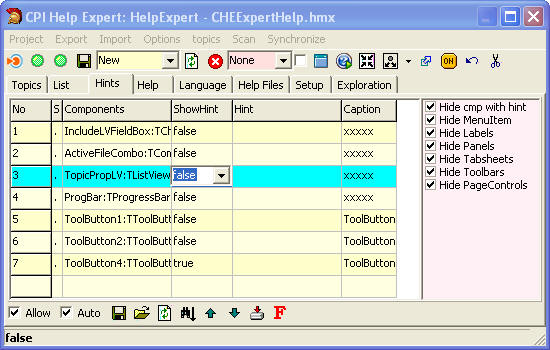 CPI Help Expert: HelpExpert - CHEExpertHelp.hmx
Project Export Import Options topics Scan Synchronize
New None ON
Topics List Hints Help Language Help Files Setup Exploration
No S Components ShowHint Hint Caption
1 . IncludeLVFieldBox:TCh false xxxxx
2 . ActiveFileCombo:TCon false xxxxx
3 . TopicPropLV:TListView false xxxxx
4 . ProgBar:TProgressBar false xxxxx
5 . ToolButton1:TToolButt false ToolButton
6 . ToolButton2:TToolButt false ToolButton
7 . ToolButton4:TToolButt true ToolButton
Hide cmp with hint
Hide MenuItem
Hide Labels
Hide Panels
Hide Tabsheets
Hide Toolbars
Hide PageControls
Allow Auto F
false